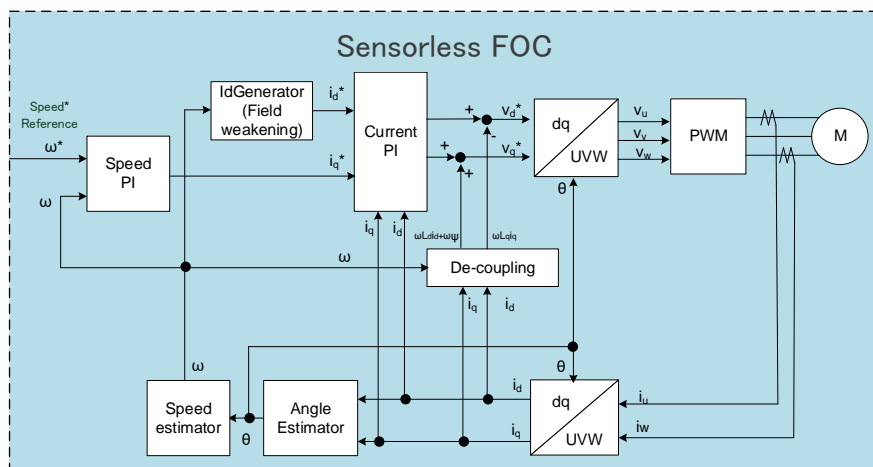 Sensorless FOC
Speed*
Reference
ω*
ω
Speed
PI
IdGenerator
(Field
weakening)
id*
iq*
Current
PI
+
+
+
-
vd*
vq*
dq
UVW
θ
vu
vv
vw
PWM
M
iq
id
ωLdid+ωψ
ωLqiq
ω
De-coupling
iq
id
ω
θ
Speed
estimator
θ
Angle
Estimator
id
iq
dq
UVW
iu
iw